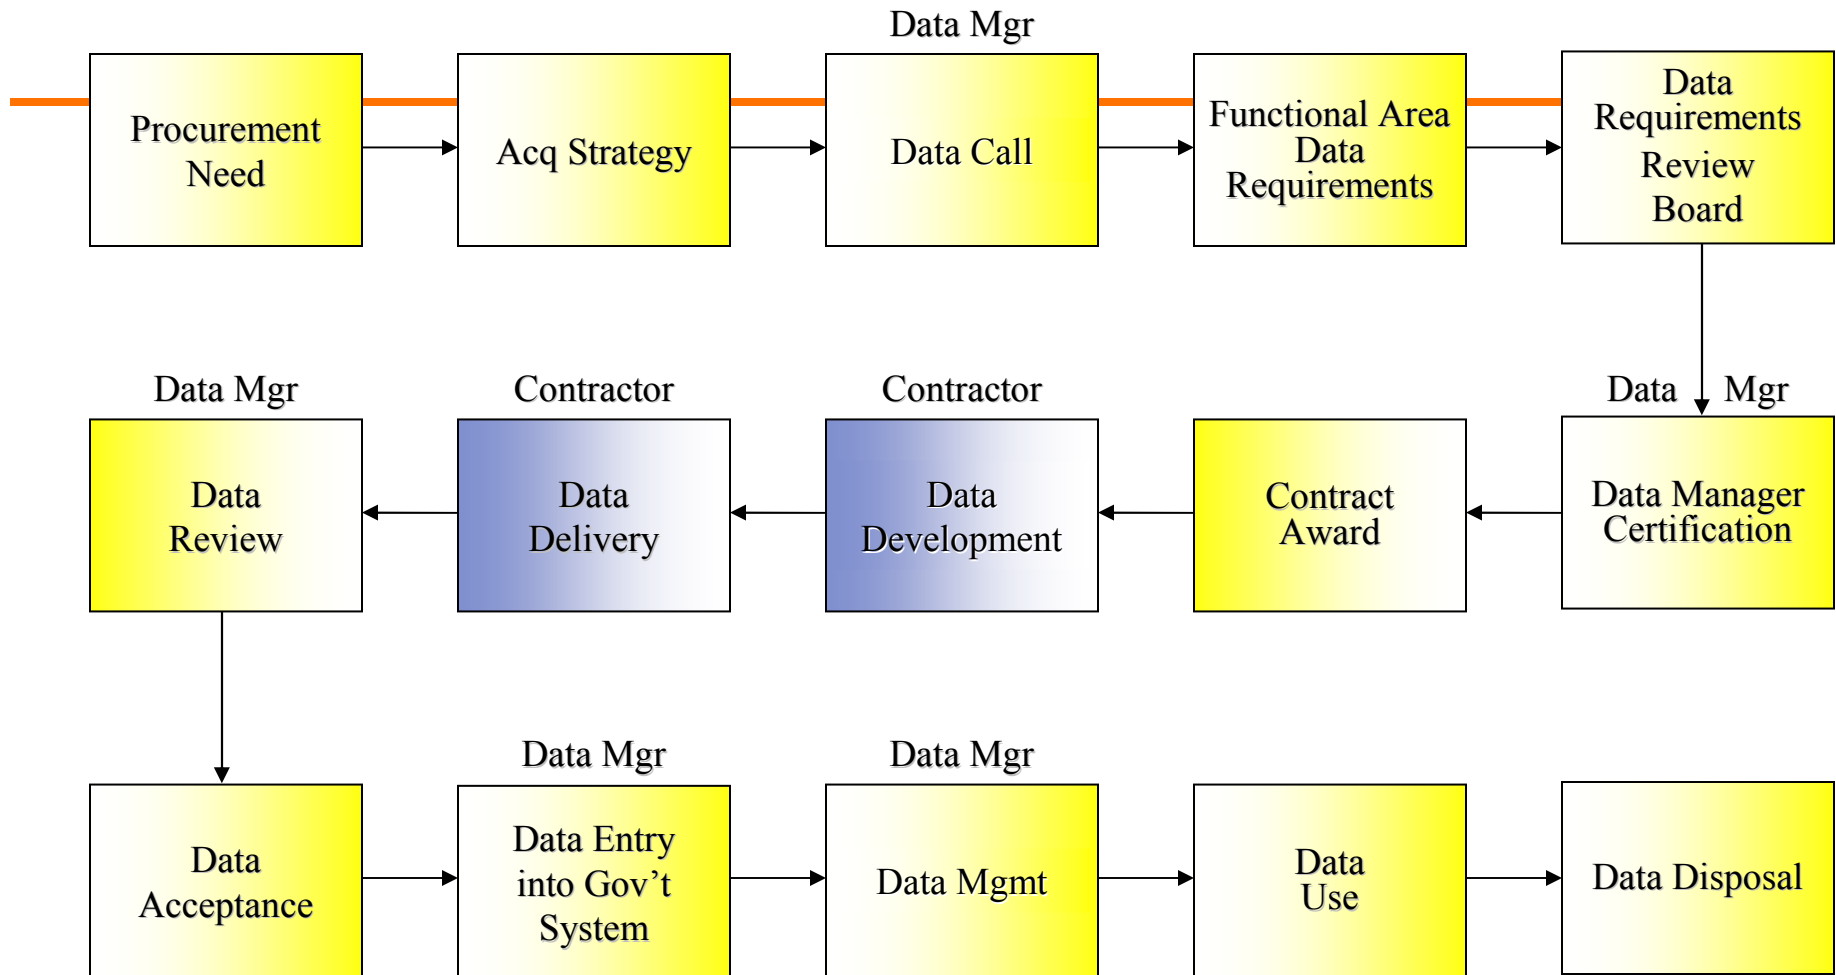 Data Mgr
Procurement
Need
Acq Strategy
Data Call
Functional Area
Data
Requirements
Data
Requirements
Review
Board
Data Mgr
Contractor
Contractor
Data Mgr
Data
Review
Data
Delivery
Data
Development
Contract
Award
Data Manager
Certification
Data Mgr
Data Mgr
Data
Acceptance
Data Entry
into Gov’t
System
Data Mgmt
Data
Use
Data Disposal